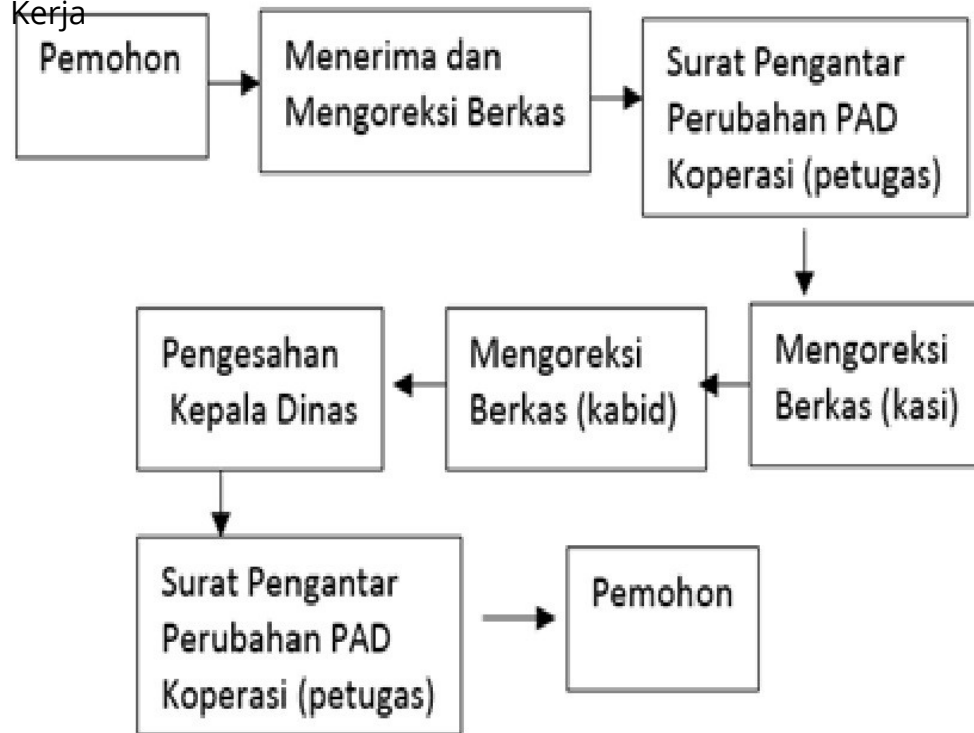 Kerja
Pemohon
Menerima dan
Mengoreksi Berkas
Surat Pengantar
Perubahan PAD
Koperasi (petugas)
Mengoreksi
Berkas (kasi)
Mengoreksi
Berkas (kabid)
Pengesahan
Kepala Dinas
Surat Pengantar
Perubahan PAD
Koperasi (petugas)
Pemohon